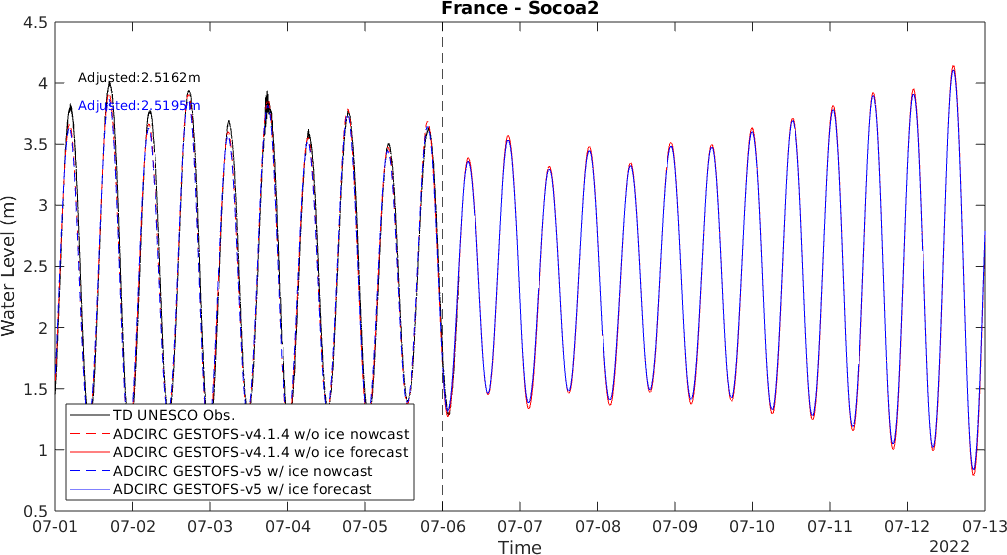 France - Socoa2
4.5
4
3.5
3
2.5
2
1.5
1
0.5
Water Level (m)
Adjusted:2.5162m
Adjusted:2.5195m
TD UNESCO Obs.
ADCIRC GESTOFS-v4.1.4 w/o ice nowcast
ADCIRC GESTOFS-v4.1.4 w/o ice forecast
ADCIRC GESTOFS-v5 w/ ice nowcast
ADCIRC GESTOFS-v5 w/ ice forecast
07-01 07-02 07-03 07-04 07-05 07-06 07-07 07-08 07-09 07-10 07-11 07-12 07-13
Time
2022